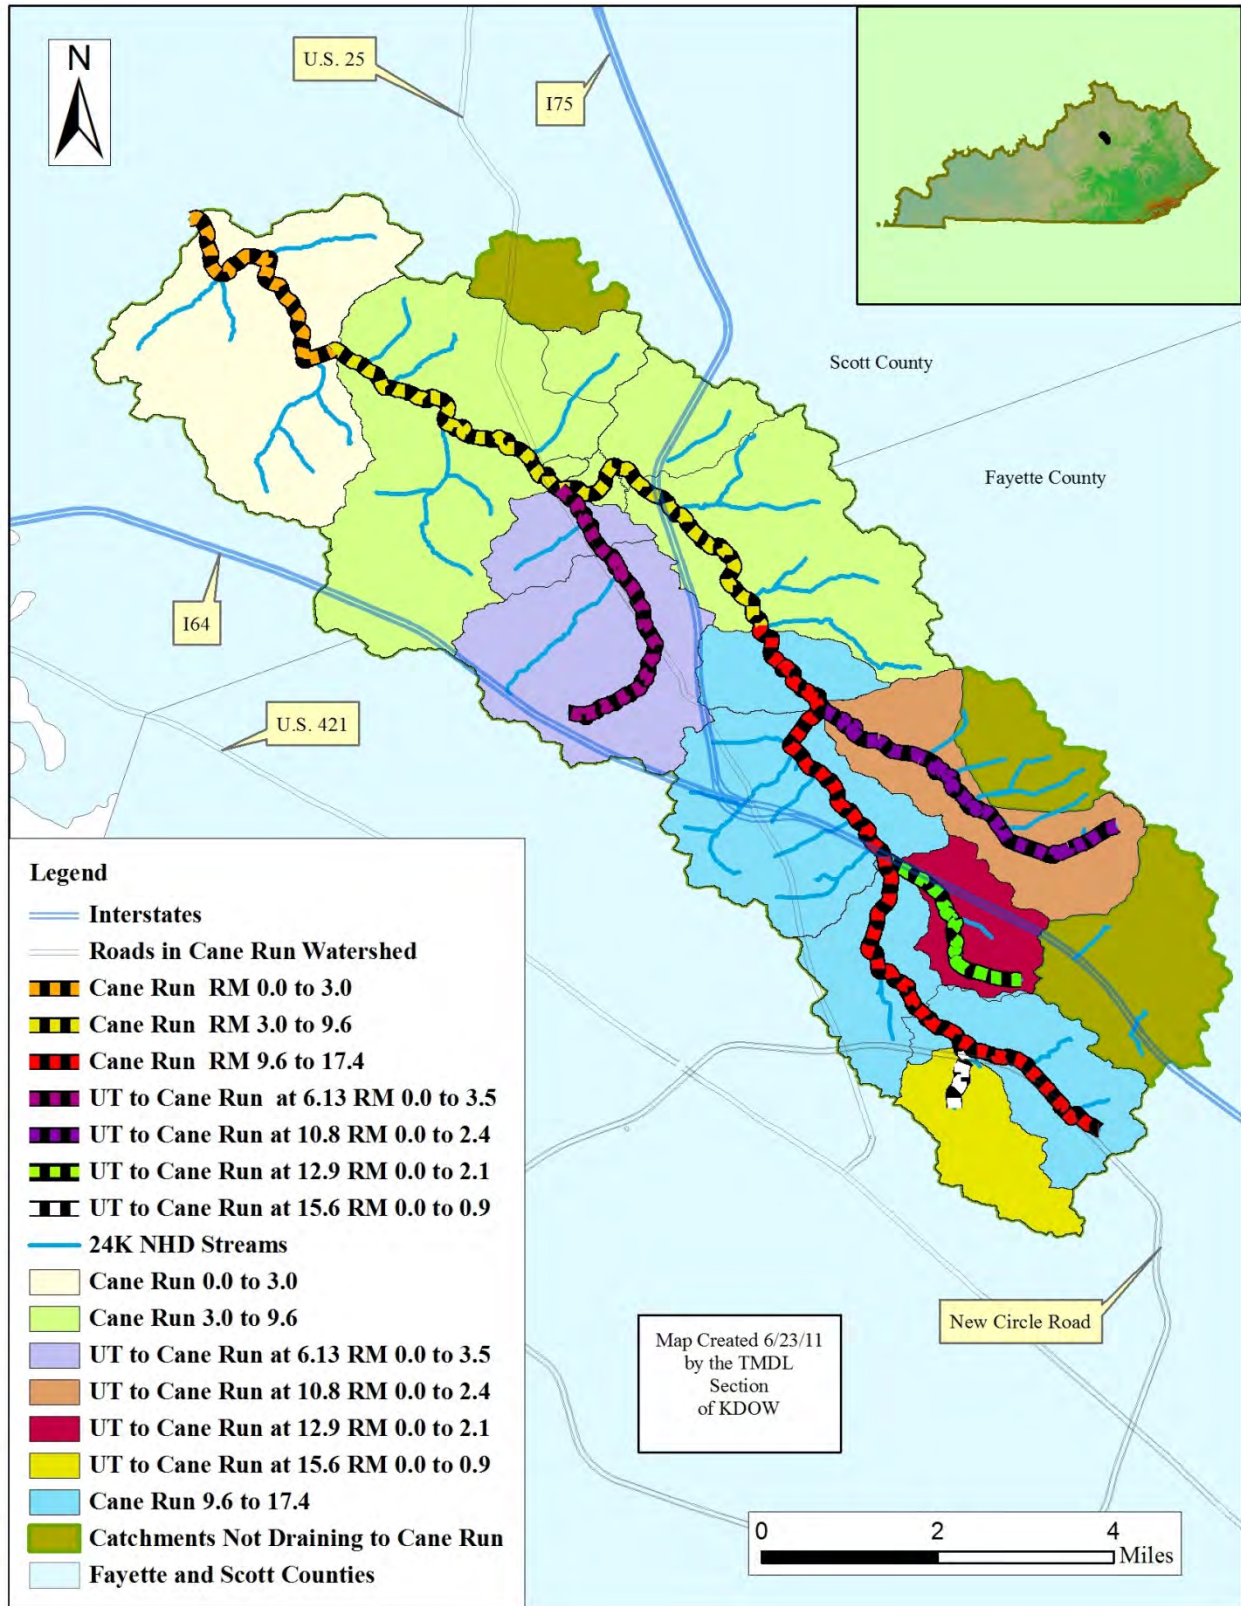 U.S. 25
N
I75
Scott County
Fayette County
I64
U.S. 421
Legend
Interstates
Roads in Cane Run Watershed
Cane Run RM 0.0 to 3.0
Cane Run RM 3.0 to 9.6
Cane Run RM 9.6 to 17.4
UT to Cane Run at 6.13 RM 0.0 to 3.5
UT to Cane Run at 10.8 RM 0.0 to 2.4
UT to Cane Run at 12.9 RM 0.0 to 2.1
UT to Cane Run at 15.6 RM 0.0 to 0.9
24K NHD Streams
Cane Run 0.0 to 3.0
Cane Run 3.0 to 9.6
UT to Cane Run at 6.13 RM 0.0 to 3.5
UT to Cane Run at 10.8 RM 0.0 to 2.4
UT to Cane Run at 12.9 RM 0.0 to 2.1
UT to Cane Run at 15.6 RM 0.0 to 0.9
Cane Run 9.6 to 17.4
Catchments Not Draining to Cane Run
Fayette and Scott Counties
New Circle Road
Map Created 6/23/11
by the TMDL
Section
of KDOW
0 2 4
Miles